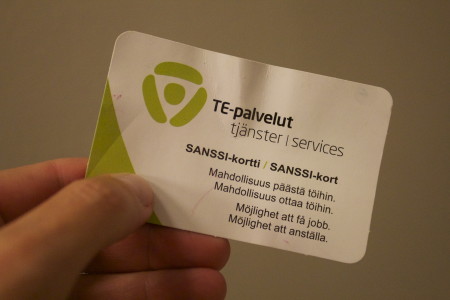 TE-palvelut
tjänster | services
SANSSI-kortti / SANSSI-kort
Mahdollisuus päästä töihin.
Mahdollisuus ottaa töihin.
Möjlighet att få jobb.
Möjlighet att anställa.